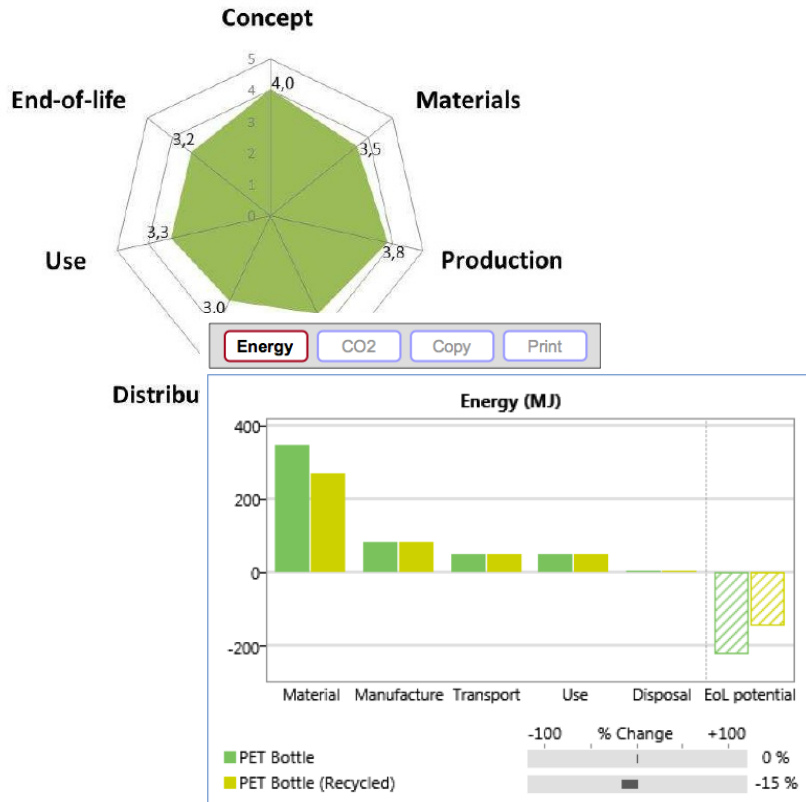 Concept
5
4
4,0
End-of-life
Materials
3
3,2
3,5
2
1
0
3,3
3,8
Use
Production
3,0
Energy CO2 Copy Print
Distribu
Energy (MJ)
400
200
0
-200
Material Manufacture Transport Use Disposal EoL potential
-100 % Change +100
PET Bottle 0 %
PET Bottle (Recycled) -15 %